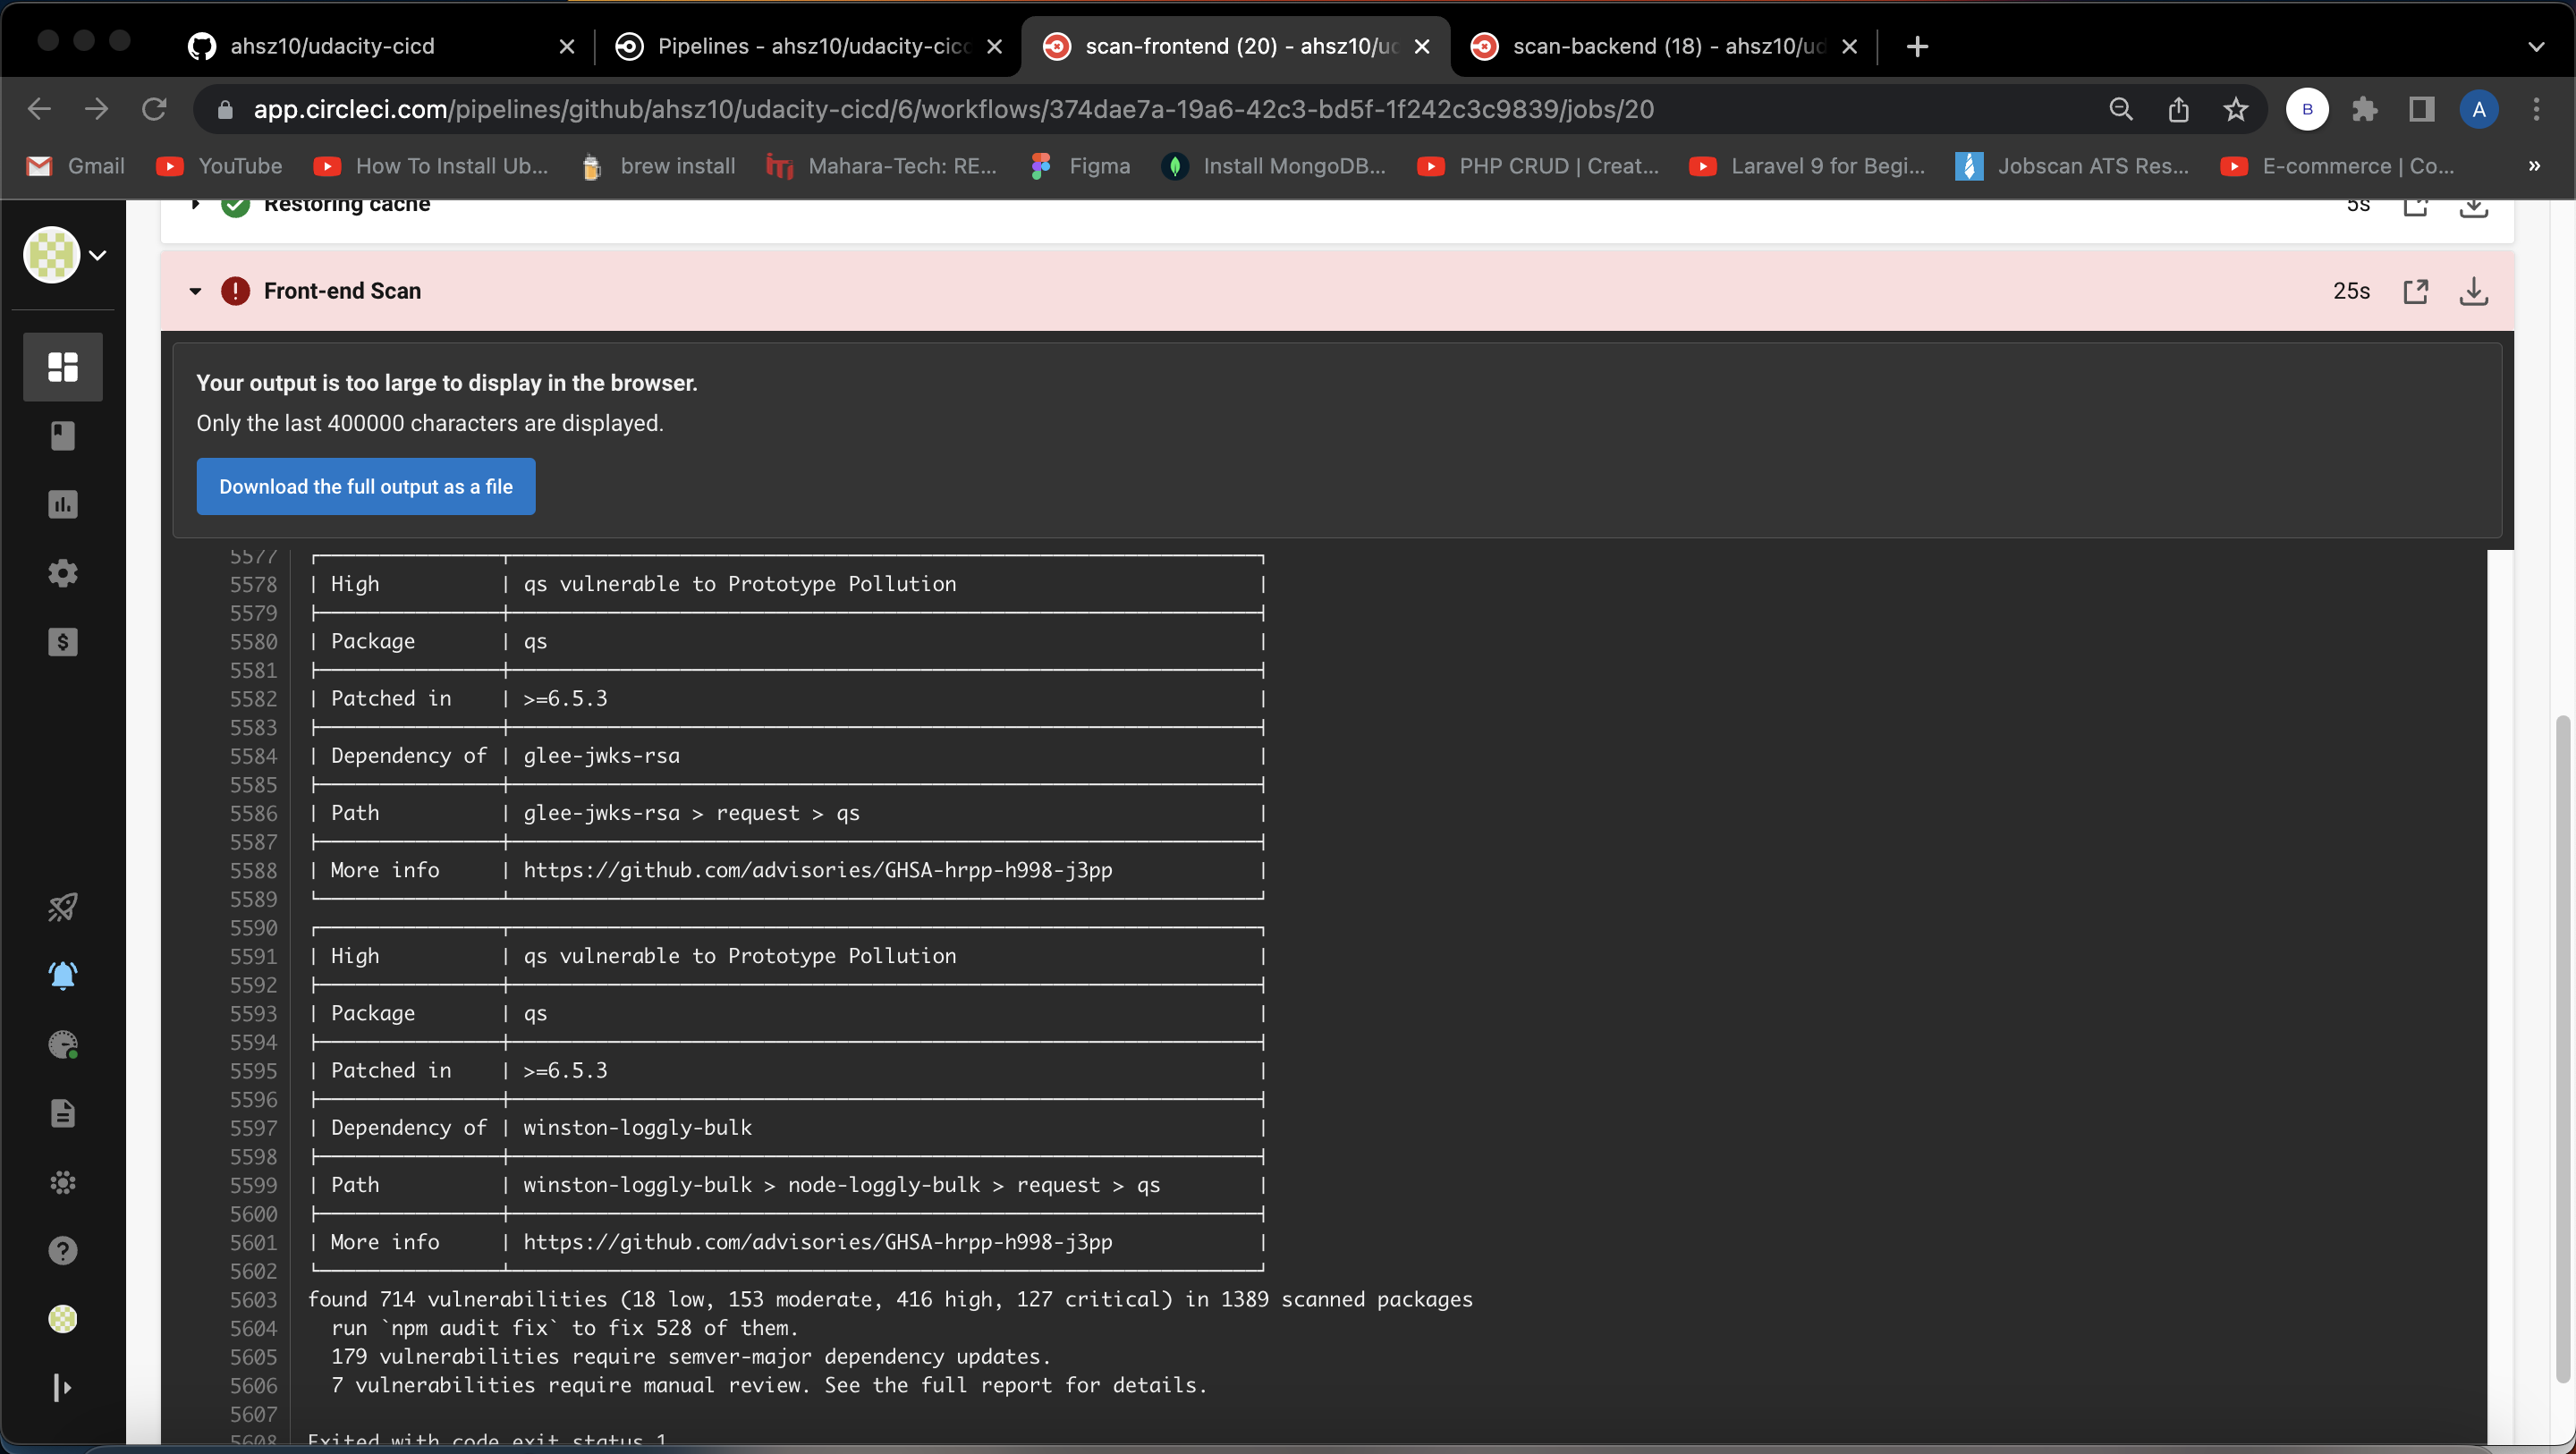 ahsz10/udacity-cicd
Pipelines - ahsz10/udacity-cicc
scan-frontend (20) - ahsz10/uc
scan-backend (18) - ahsz10/ud
app.circleci.com/pipelines/github/ahsz10/udacity-cicd/6/workflows/374dae7a-19a6-42c3-bd5f-1f242c3c9839/jobs/20
B
A
Gmail
YouTube
How To Install Ub...
brew install
Mahara-Tech: RE...
Figma
Install MongoDB...
PHP CRUD | Creat...
Laravel 9 for Begi...
Jobscan ATS Res...
E-commerce | Co...
»
Restoring cache
5s
Front-end Scan
25s
Your output is too large to display in the browser.
Only the last 400000 characters are displayed.
Download the full output as a file
5577
5578 | High | qs vulnerable to Prototype Pollution |
5579
5580 | Package | qs |
5581
5582 | Patched in | >=6.5.3 |
5583
5584 | Dependency of | glee-jwks-rsa |
5585
5586 | Path | glee-jwks-rsa > request > qs |
5587
5588 | More info | https://github.com/advisories/GHSA-hrpp-h998-j3pp |
5589
5590
5591 | High | qs vulnerable to Prototype Pollution |
5592
5593 | Package | qs |
5594
5595 | Patched in | >=6.5.3 |
5596
5597 | Dependency of | winston-loggly-bulk |
5598
5599 | Path | winston-loggly-bulk > node-loggly-bulk > request > qs |
5600
5601 | More info | https://github.com/advisories/GHSA-hrpp-h998-j3pp |
5602
5603 found 714 vulnerabilities (18 low, 153 moderate, 416 high, 127 critical) in 1389 scanned packages
5604 run `npm audit fix` to fix 528 of them.
5605 179 vulnerabilities require semver-major dependency updates.
5606 7 vulnerabilities require manual review. See the full report for details.
5607
5608 Exited with code exit status 1